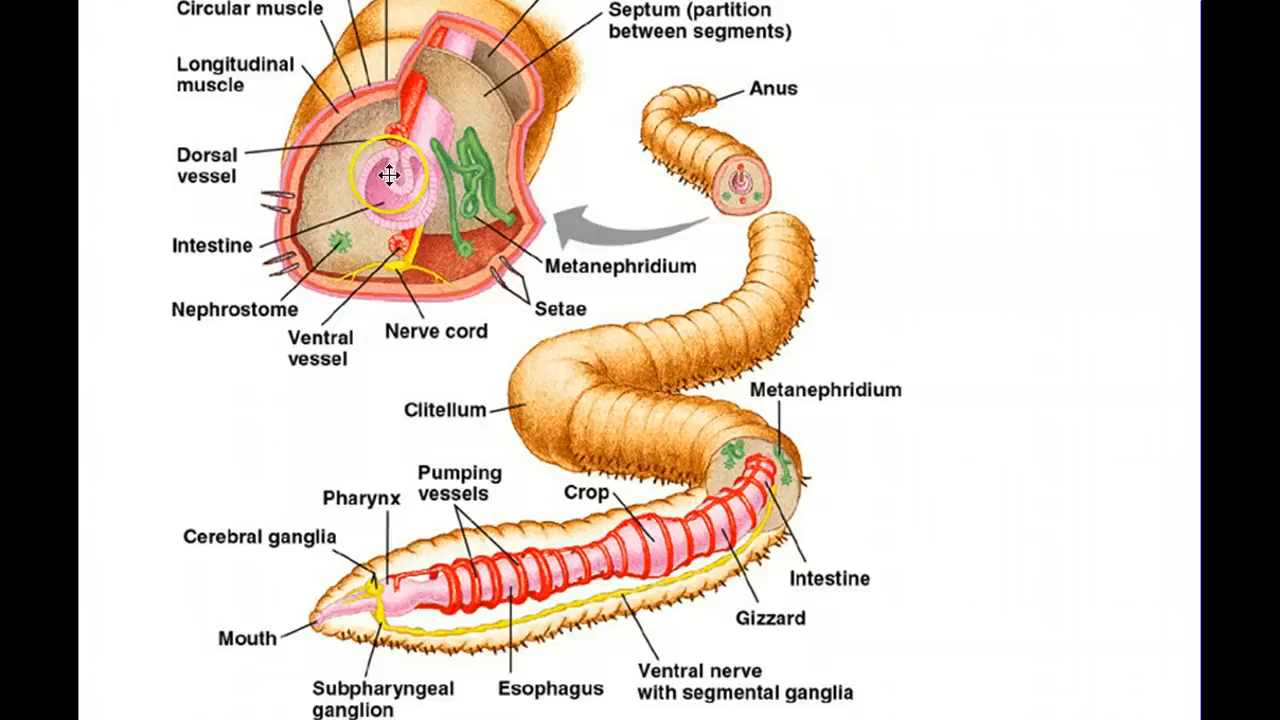 Circular muscle
Septum (partition
between segments)
Longitudinal
muscle
Anus
Dorsal
vessel
Intestine
Metanephridium
Nephrostome
Setae
Ventral
vessel
Nerve cord
Metanephridium
Clitellum
Pumping
vessels
Crop
Pharynx
Cerebral ganglia
Intestine
Gizzard
Mouth
Ventral nerve
with segmental ganglia
Subpharyngeal
ganglion
Esophagus